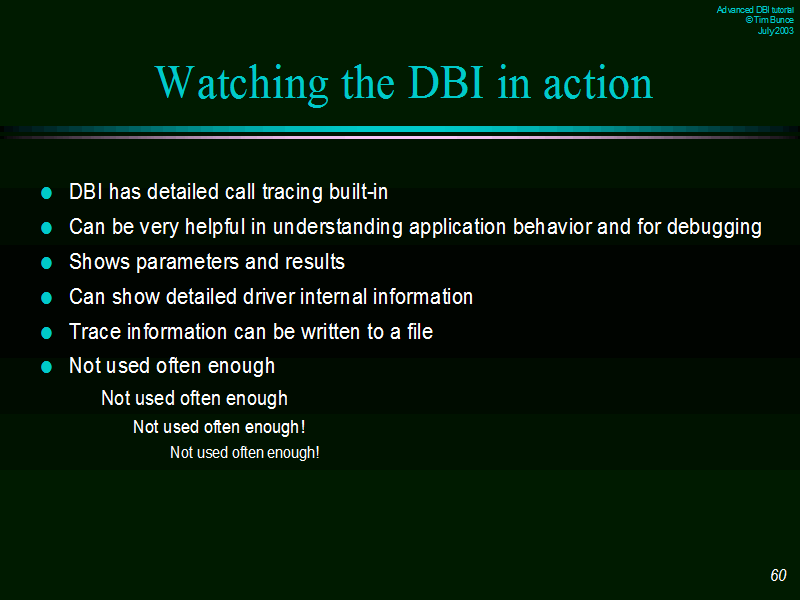 Advanced DBI tutorial
© Tim Bunce
July 2003
Watching the DBI in action
DBI has detailed call tracing built-in
Can be very helpful in understanding application behavior and for debugging
Shows parameters and results
Can show detailed driver internal information
Trace information can be written to a file
Not used often enough
Not used often enough
Not used often enough!
Not used often enough!
60